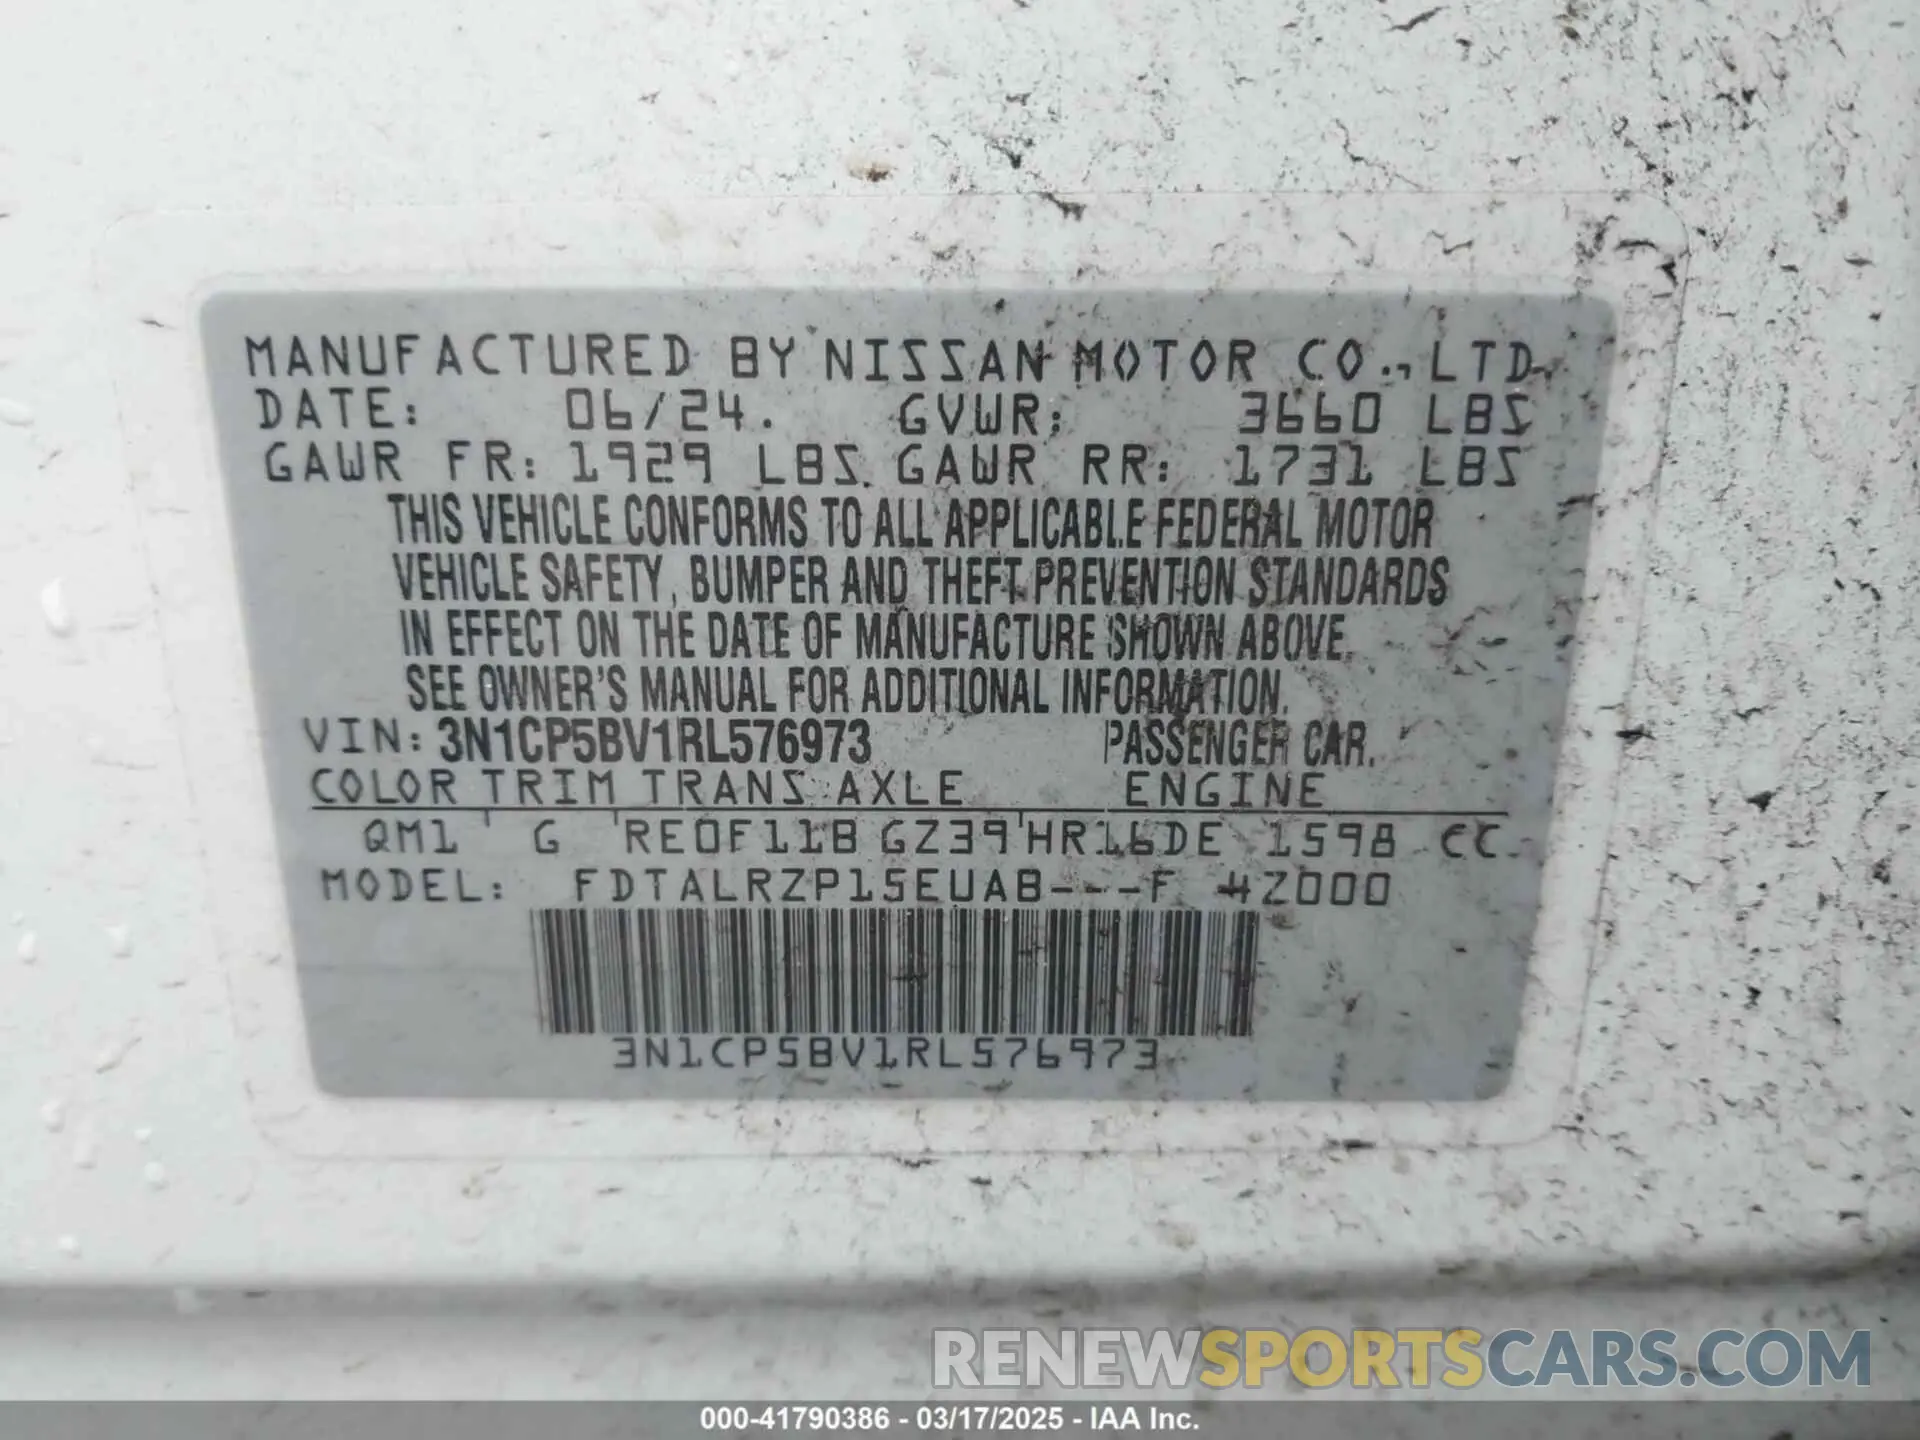 MANUFACTURED BY NISSAN MOTOR CO., LTD.
DATE: 06/24. GVWR: 3660 LBS
GAWR FR: 1929 LBS. GAWR RR: 1731 LBS
THIS VEHICLE CONFORMS TO ALL APPLICABLE FEDERAL MOTOR
VEHICLE SAFETY, BUMPER AND THEFT PREVENTION STANDARDS
IN EFFECT ON THE DATE OF MANUFACTURE SHOWN ABOVE.
SEE OWNER'S MANUAL FOR ADDITIONAL INFORMATION.
VIN: 3N1CP5BV1RL576973 PASSENGER CAR.
COLOR TRIM TRANS AXLE ENGINE
QM1 G RE0F11B GZ39 HR16DE 1598 CC
MODEL: FDTALRZP15EUAB---F 4Z000
3N1CP5BV1RL576973
RENEWSPORTSCARS.COM
000-41790386 - 03/17/2025 - IAA Inc.